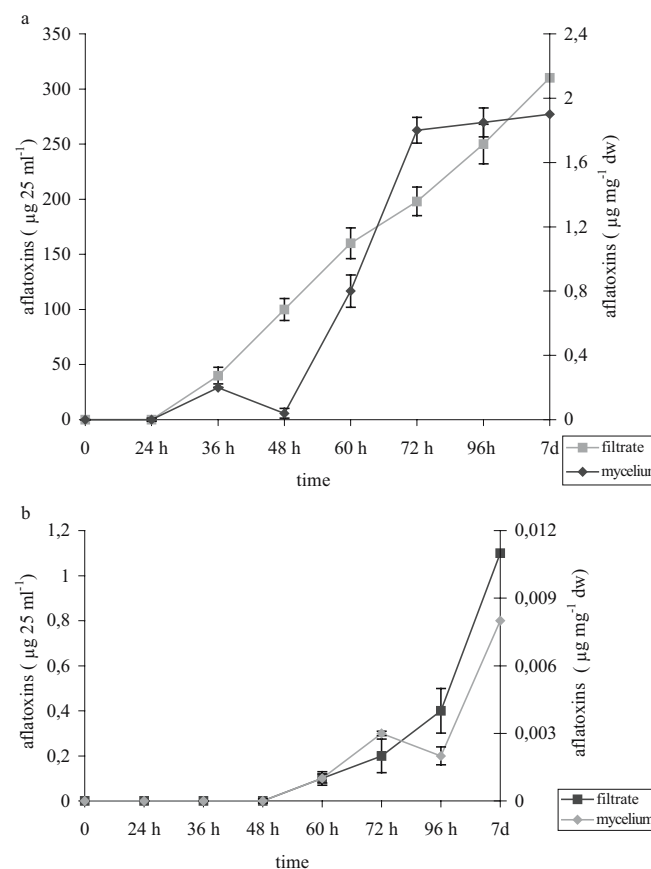 a
aflatoxins ( µg 25 ml⁻¹)
350
300
250
200
150
100
50
0
2,4
2
1,6
1,2
0,8
0,4
0
aflatoxins ( µg mg⁻¹ dw)
0 24 h 36 h 48 h 60 h 72 h 96h 7d
time
filtrate
mycelium
b
aflatoxins ( µg 25 ml⁻¹)
1,2
1
0,8
0,6
0,4
0,2
0
0,012
0,009
0,006
0,003
0
aflatoxins ( µg mg⁻¹ dw)
0 24 h 36 h 48 h 60 h 72 h 96 h 7d
time
filtrate
mycelium